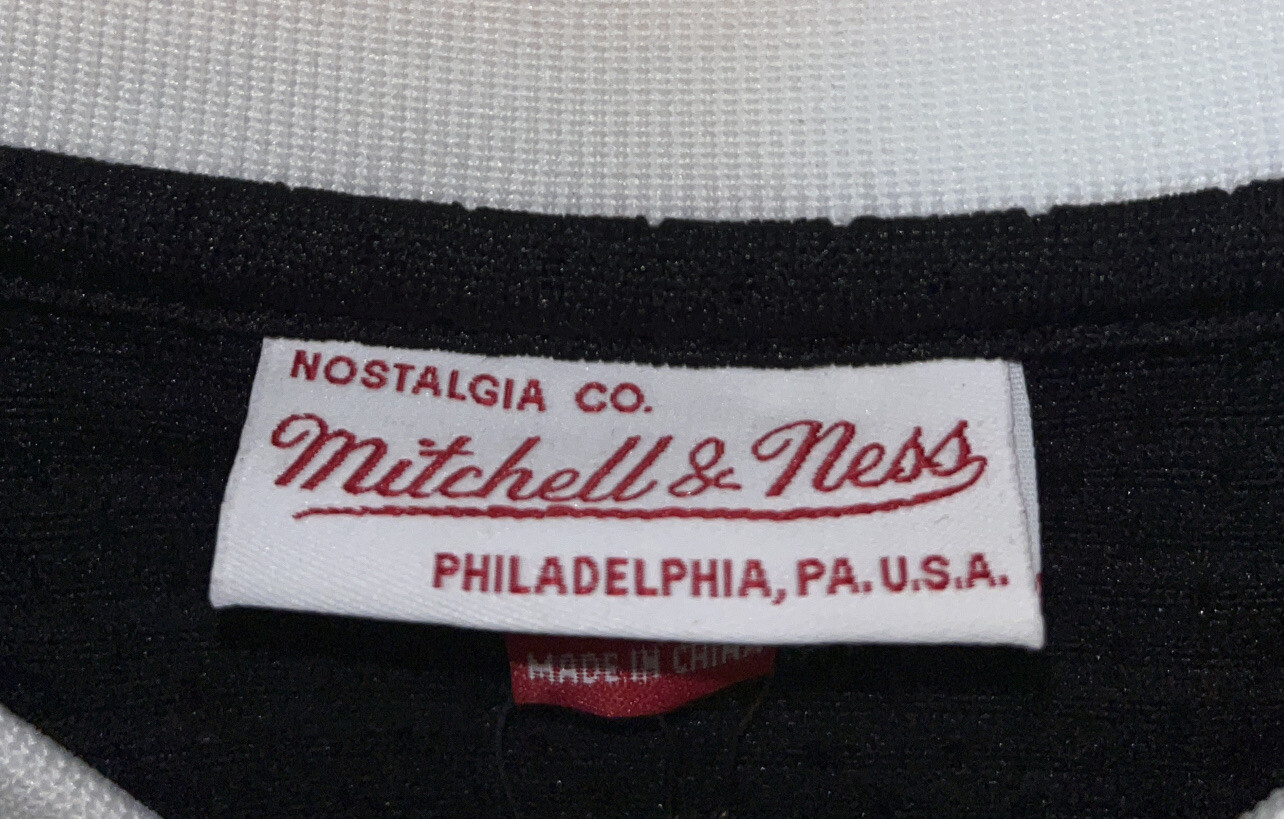 NOSTALGIA CO.
Mitchell & Ness
PHILADELPHIA, PA. U.S.A.
MADE IN CHINA